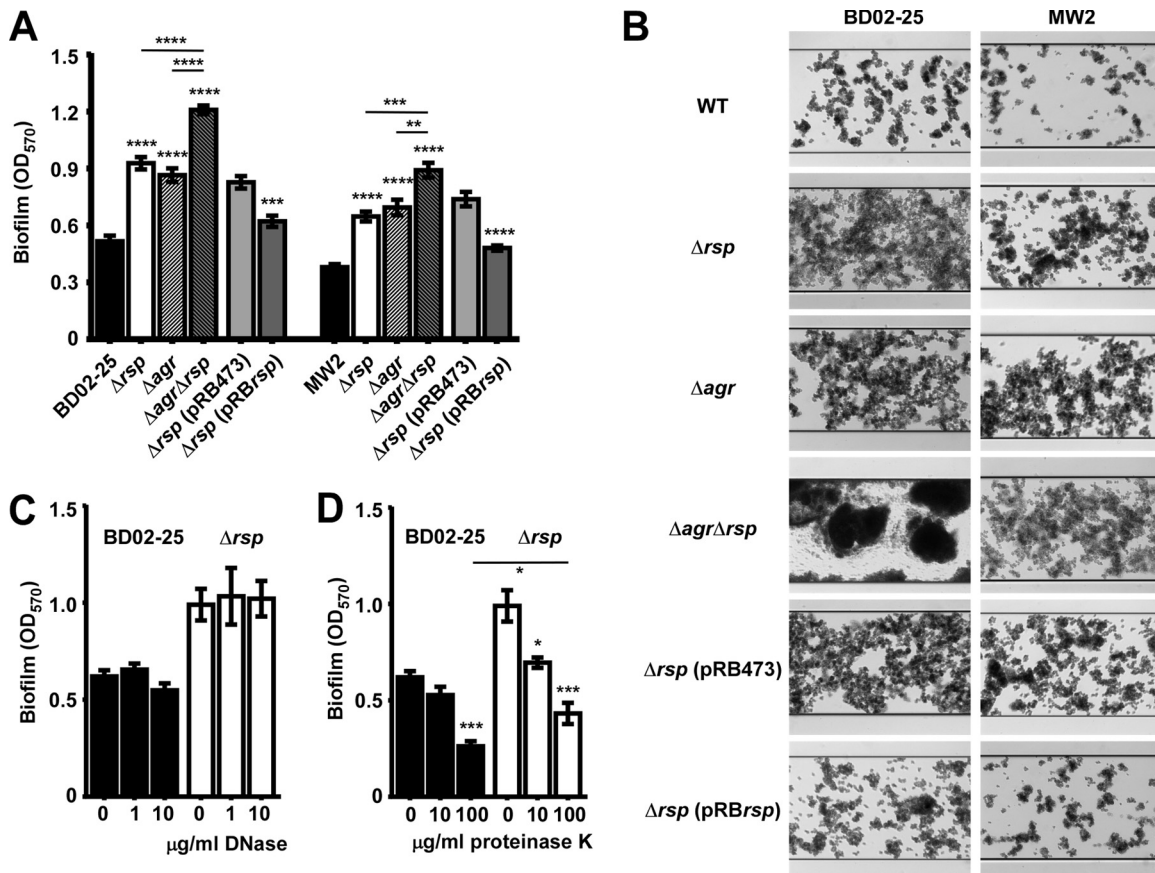 A
****
****
****
****
****
***
***
**
****
****
****
****
1.5
1.2
0.9
0.6
0.3
0
Biofilm (OD570)
BD02-25
Δrsp
Δagr
ΔagrΔrsp
Δrsp (pRB473)
Δrsp (pRBrsp)
MW2
Δrsp
Δagr
ΔagrΔrsp
Δrsp (pRB473)
Δrsp (pRBrsp)
B
BD02-25 MW2
WT
Δrsp
Δagr
ΔagrΔrsp
Δrsp (pRB473)
Δrsp (pRBrsp)
C
1.5
1.0
0.5
0
Biofilm (OD570)
BD02-25 Δrsp
0 1 10 0 1 10
μg/ml DNase
D
1.5
1.0
0.5
0
Biofilm (OD570)
BD02-25 Δrsp
*
*
***
***
0 10 100 0 10 100
μg/ml proteinase K